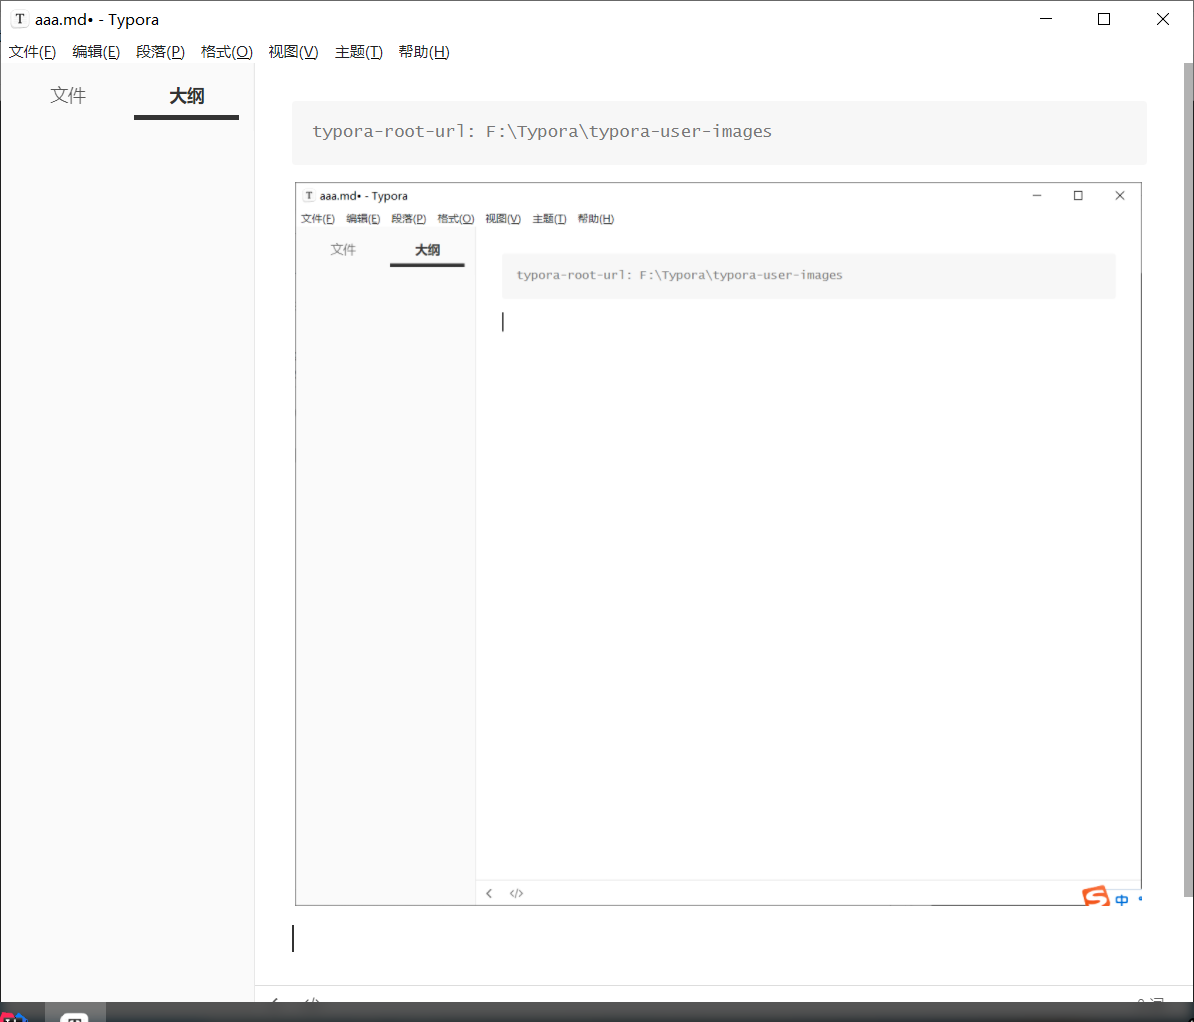 T aaa.md• - Typora
文件(F) 编辑(E) 段落(P) 格式(O) 视图(V) 主题(T) 帮助(H)
文件 大纲
typora-root-url: F:\Typora\typora-user-images
T aaa.md• - Typora
文件(F) 编辑(E) 段落(P) 格式(O) 视图(V) 主题(T) 帮助(H)
文件 大纲
typora-root-url: F:\Typora\typora-user-images
</>
S 中